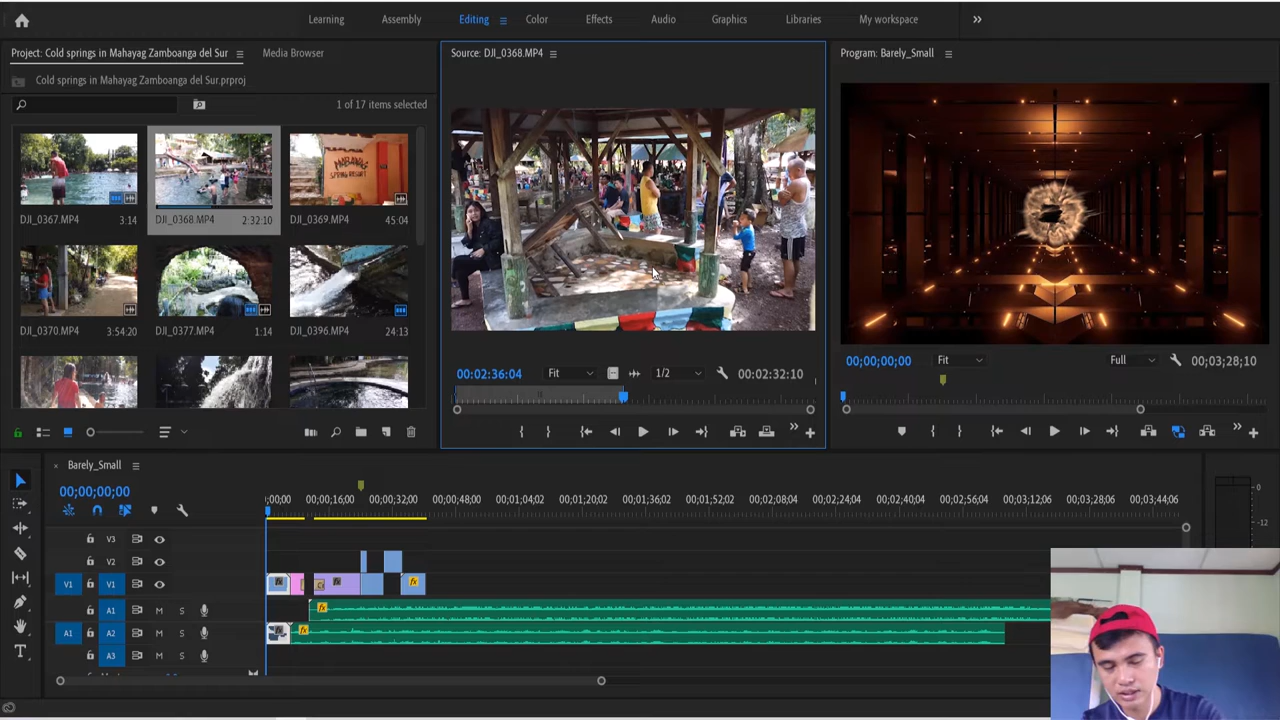 Learning Assembly Editing Color Effects Audio Graphics Libraries My workspace
Project: Cold springs in Mahayag Zamboanga del Sur Media Browser
Cold springs in Mahayag Zamboanga del Sur.prproj
1 of 17 items selected
DJI_0367.MP4 3:14
DJI_0368.MP4 2:32:10
DJI_0369.MP4 45:04
DJI_0370.MP4 3:54:20
DJI_0377.MP4 1:14
DJI_0396.MP4 24:13
Source: DJI_0368.MP4
00:02:36:04 Fit 1/2 00:02:32:10
Program: Barely_Small
00;00;00;00 Fit Full 00;03;28;10
Barely_Small
00;00;00;00
;00;00 00;00;16;00 00;00;32;00 00;00;48;00 00;01;04;02 00;01;20;02 00;01;36;02 00;01;52;02 00;02;08;04 00;02;24;04 00;02;40;04 00;02;56;04 00;03;12;06 00;03;28;06 00;03;44;06
V3
V2
V1 V1 fx fx fx
A1 M S fx
A1 A2 M S fx
A3 M S
0
-12